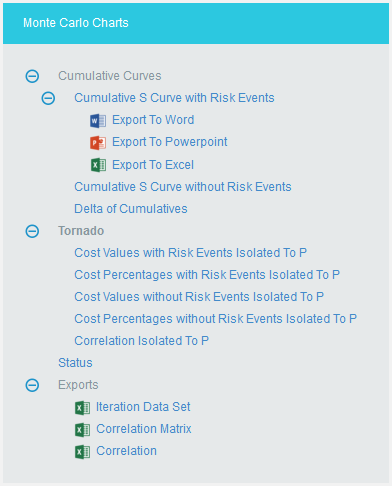 Monte Carlo Charts
Cumulative Curves
Cumulative S Curve with Risk Events
Export To Word
Export To Powerpoint
Export To Excel
Cumulative S Curve without Risk Events
Delta of Cumulatives
Tornado
Cost Values with Risk Events Isolated To P
Cost Percentages with Risk Events Isolated To P
Cost Values without Risk Events Isolated To P
Cost Percentages without Risk Events Isolated To P
Correlation Isolated To P
Status
Exports
Iteration Data Set
Correlation Matrix
Correlation